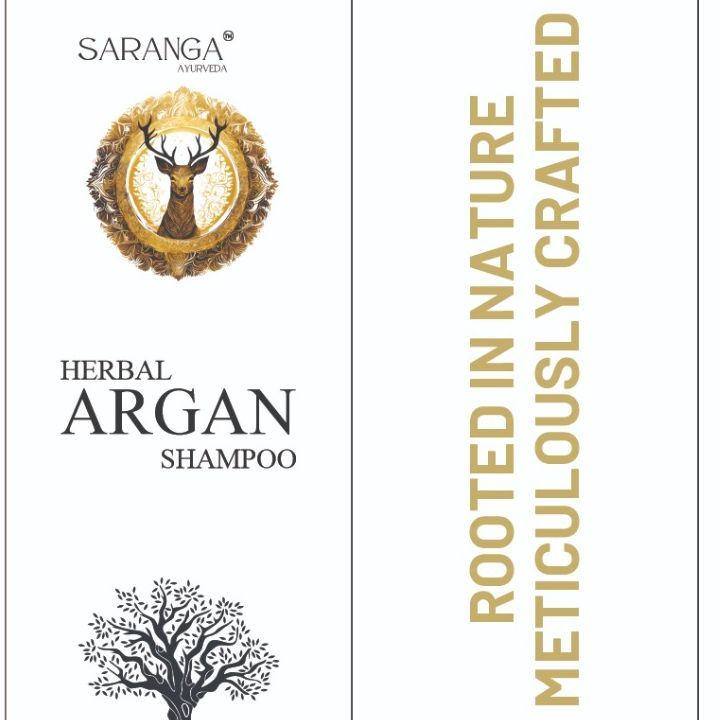 SARANGA™
AYURVEDA
HERBAL
ARGAN
SHAMPOO
ROOTED IN NATURE
METICULOUSLY CRAFTED